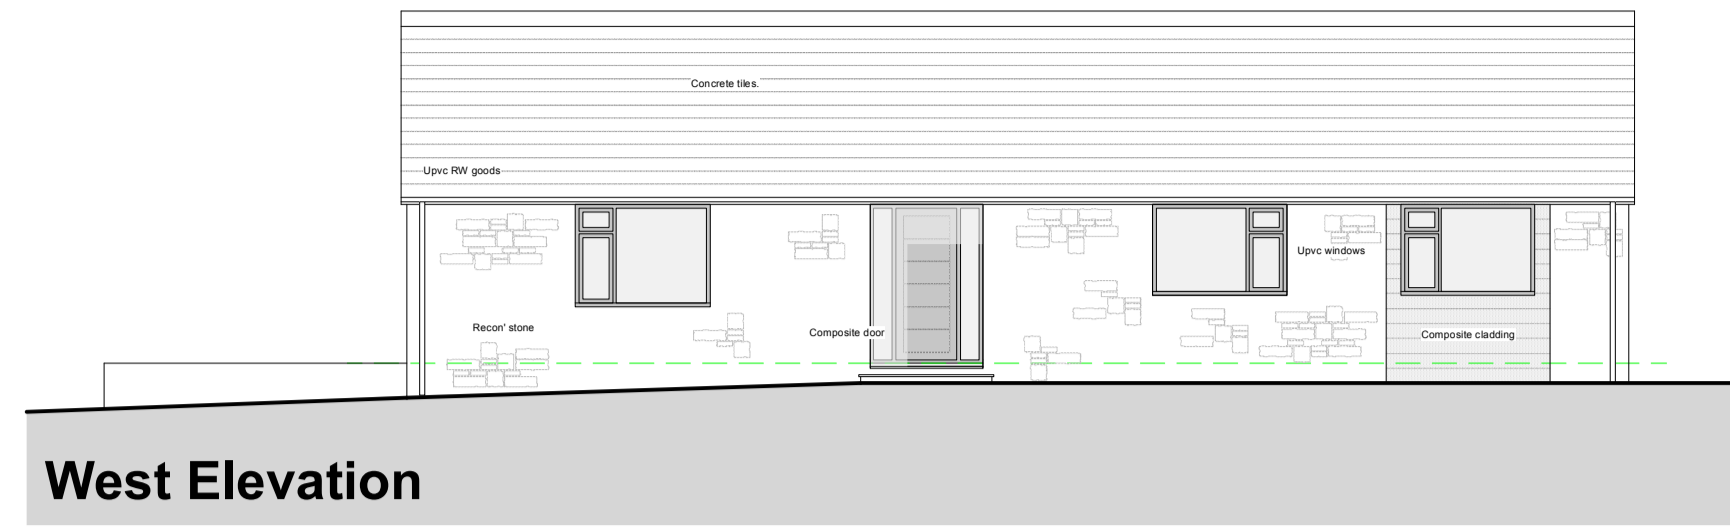 Concrete tiles.
Upvc RW goods
Upvc windows
Recon' stone
Composite door
Composite cladding
West Elevation